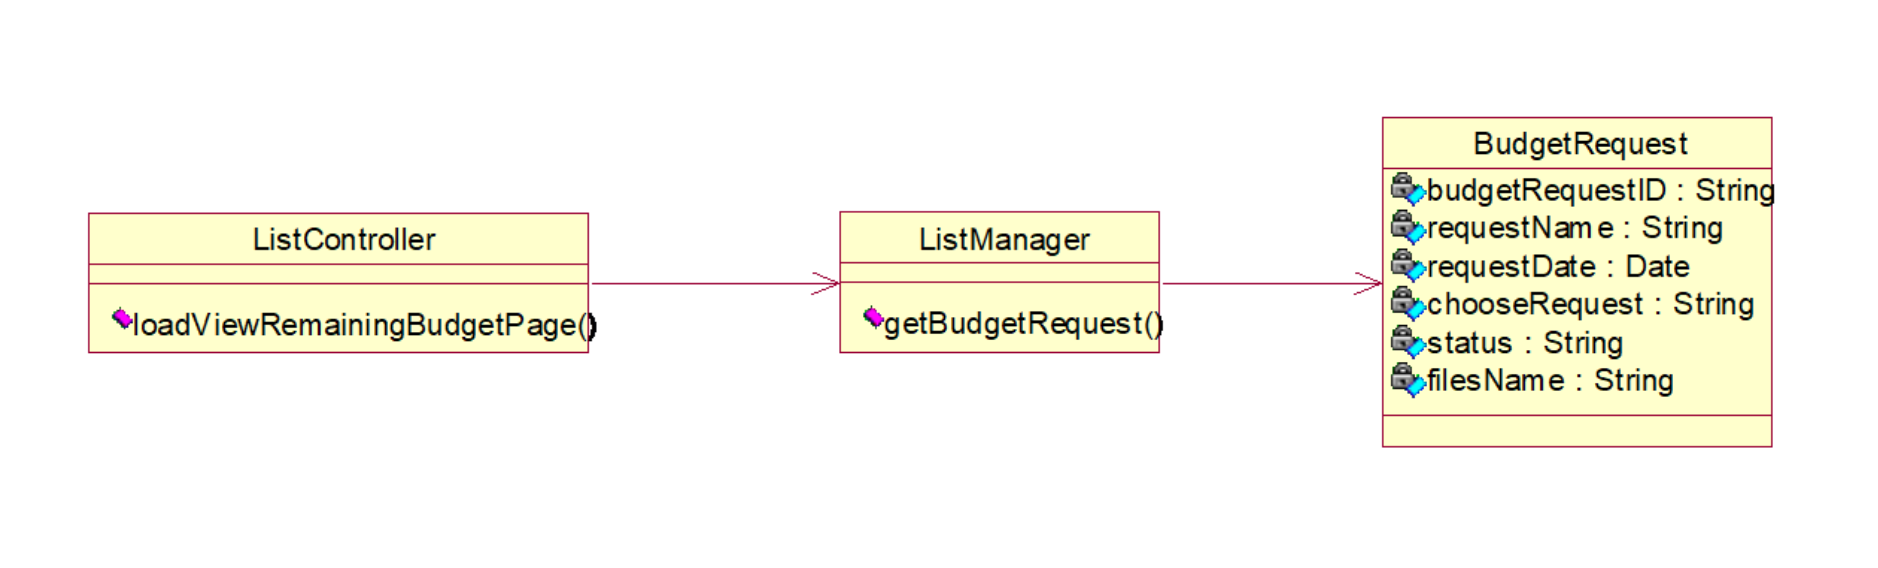 ListController
loadViewRemainingBudgetPage()
ListManager
getBudgetRequest()
BudgetRequest
budgetRequestID : String
requestName : String
requestDate : Date
chooseRequest : String
status : String
filesName : String